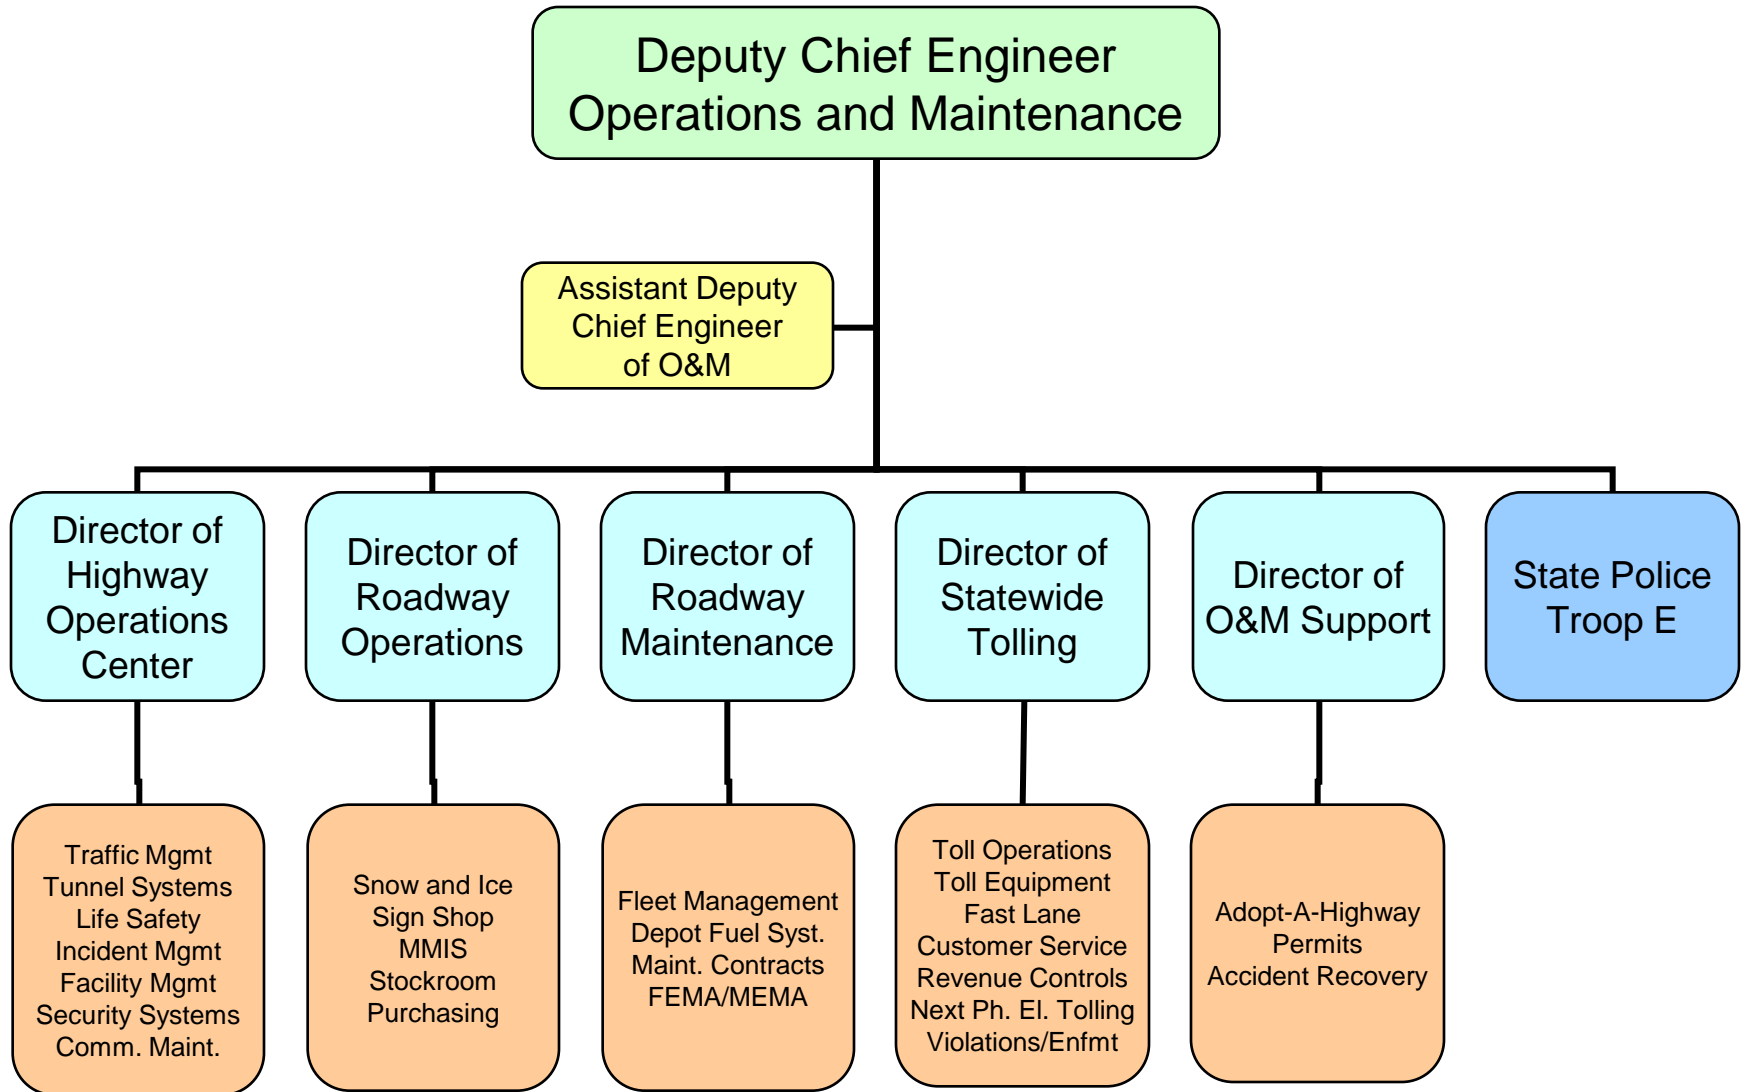 Deputy Chief Engineer
Operations and Maintenance
Assistant Deputy
Chief Engineer
of O&M
Director of
Highway
Operations
Center
Director of
Roadway
Operations
Director of
Roadway
Maintenance
Director of
Statewide
Tolling
Director of
O&M Support
State Police
Troop E
Traffic Mgmt
Tunnel Systems
Life Safety
Incident Mgmt
Facility Mgmt
Security Systems
Comm. Maint.
Snow and Ice
Sign Shop
MMIS
Stockroom
Purchasing
Fleet Management
Depot Fuel Syst.
Maint. Contracts
FEMA/MEMA
Toll Operations
Toll Equipment
Fast Lane
Customer Service
Revenue Controls
Next Ph. El. Tolling
Violations/Enfmt
Adopt-A-Highway
Permits
Accident Recovery